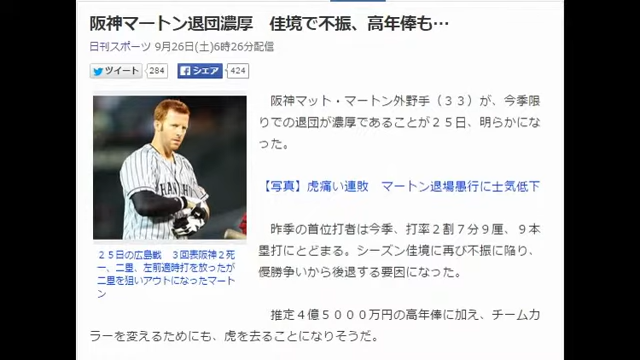 阪神マートン退団濃厚　佳境で不振、高年俸も…
日刊スポーツ 9月26日(土)6時26分配信
ツイート 284 シェア 424
阪神マット・マートン外野手（３３）が、今季限
りでの退団が濃厚であることが２５日、明らかにな
った。
【写真】虎痛い連敗　マートン退場愚行に士気低下
昨季の首位打者は今季、打率２割７分９厘、９本
塁打にとどまる。シーズン佳境に再び不振に陥り、
優勝争いから後退する要因になった。
推定４億５０００万円の高年俸に加え、チームカ
ラーを変えるためにも、虎を去ることになりそうだ。
２５日の広島戦　３回表阪神２死
一、二塁、左前適時打を放ったが
二塁を狙いアウトになったマート
ン